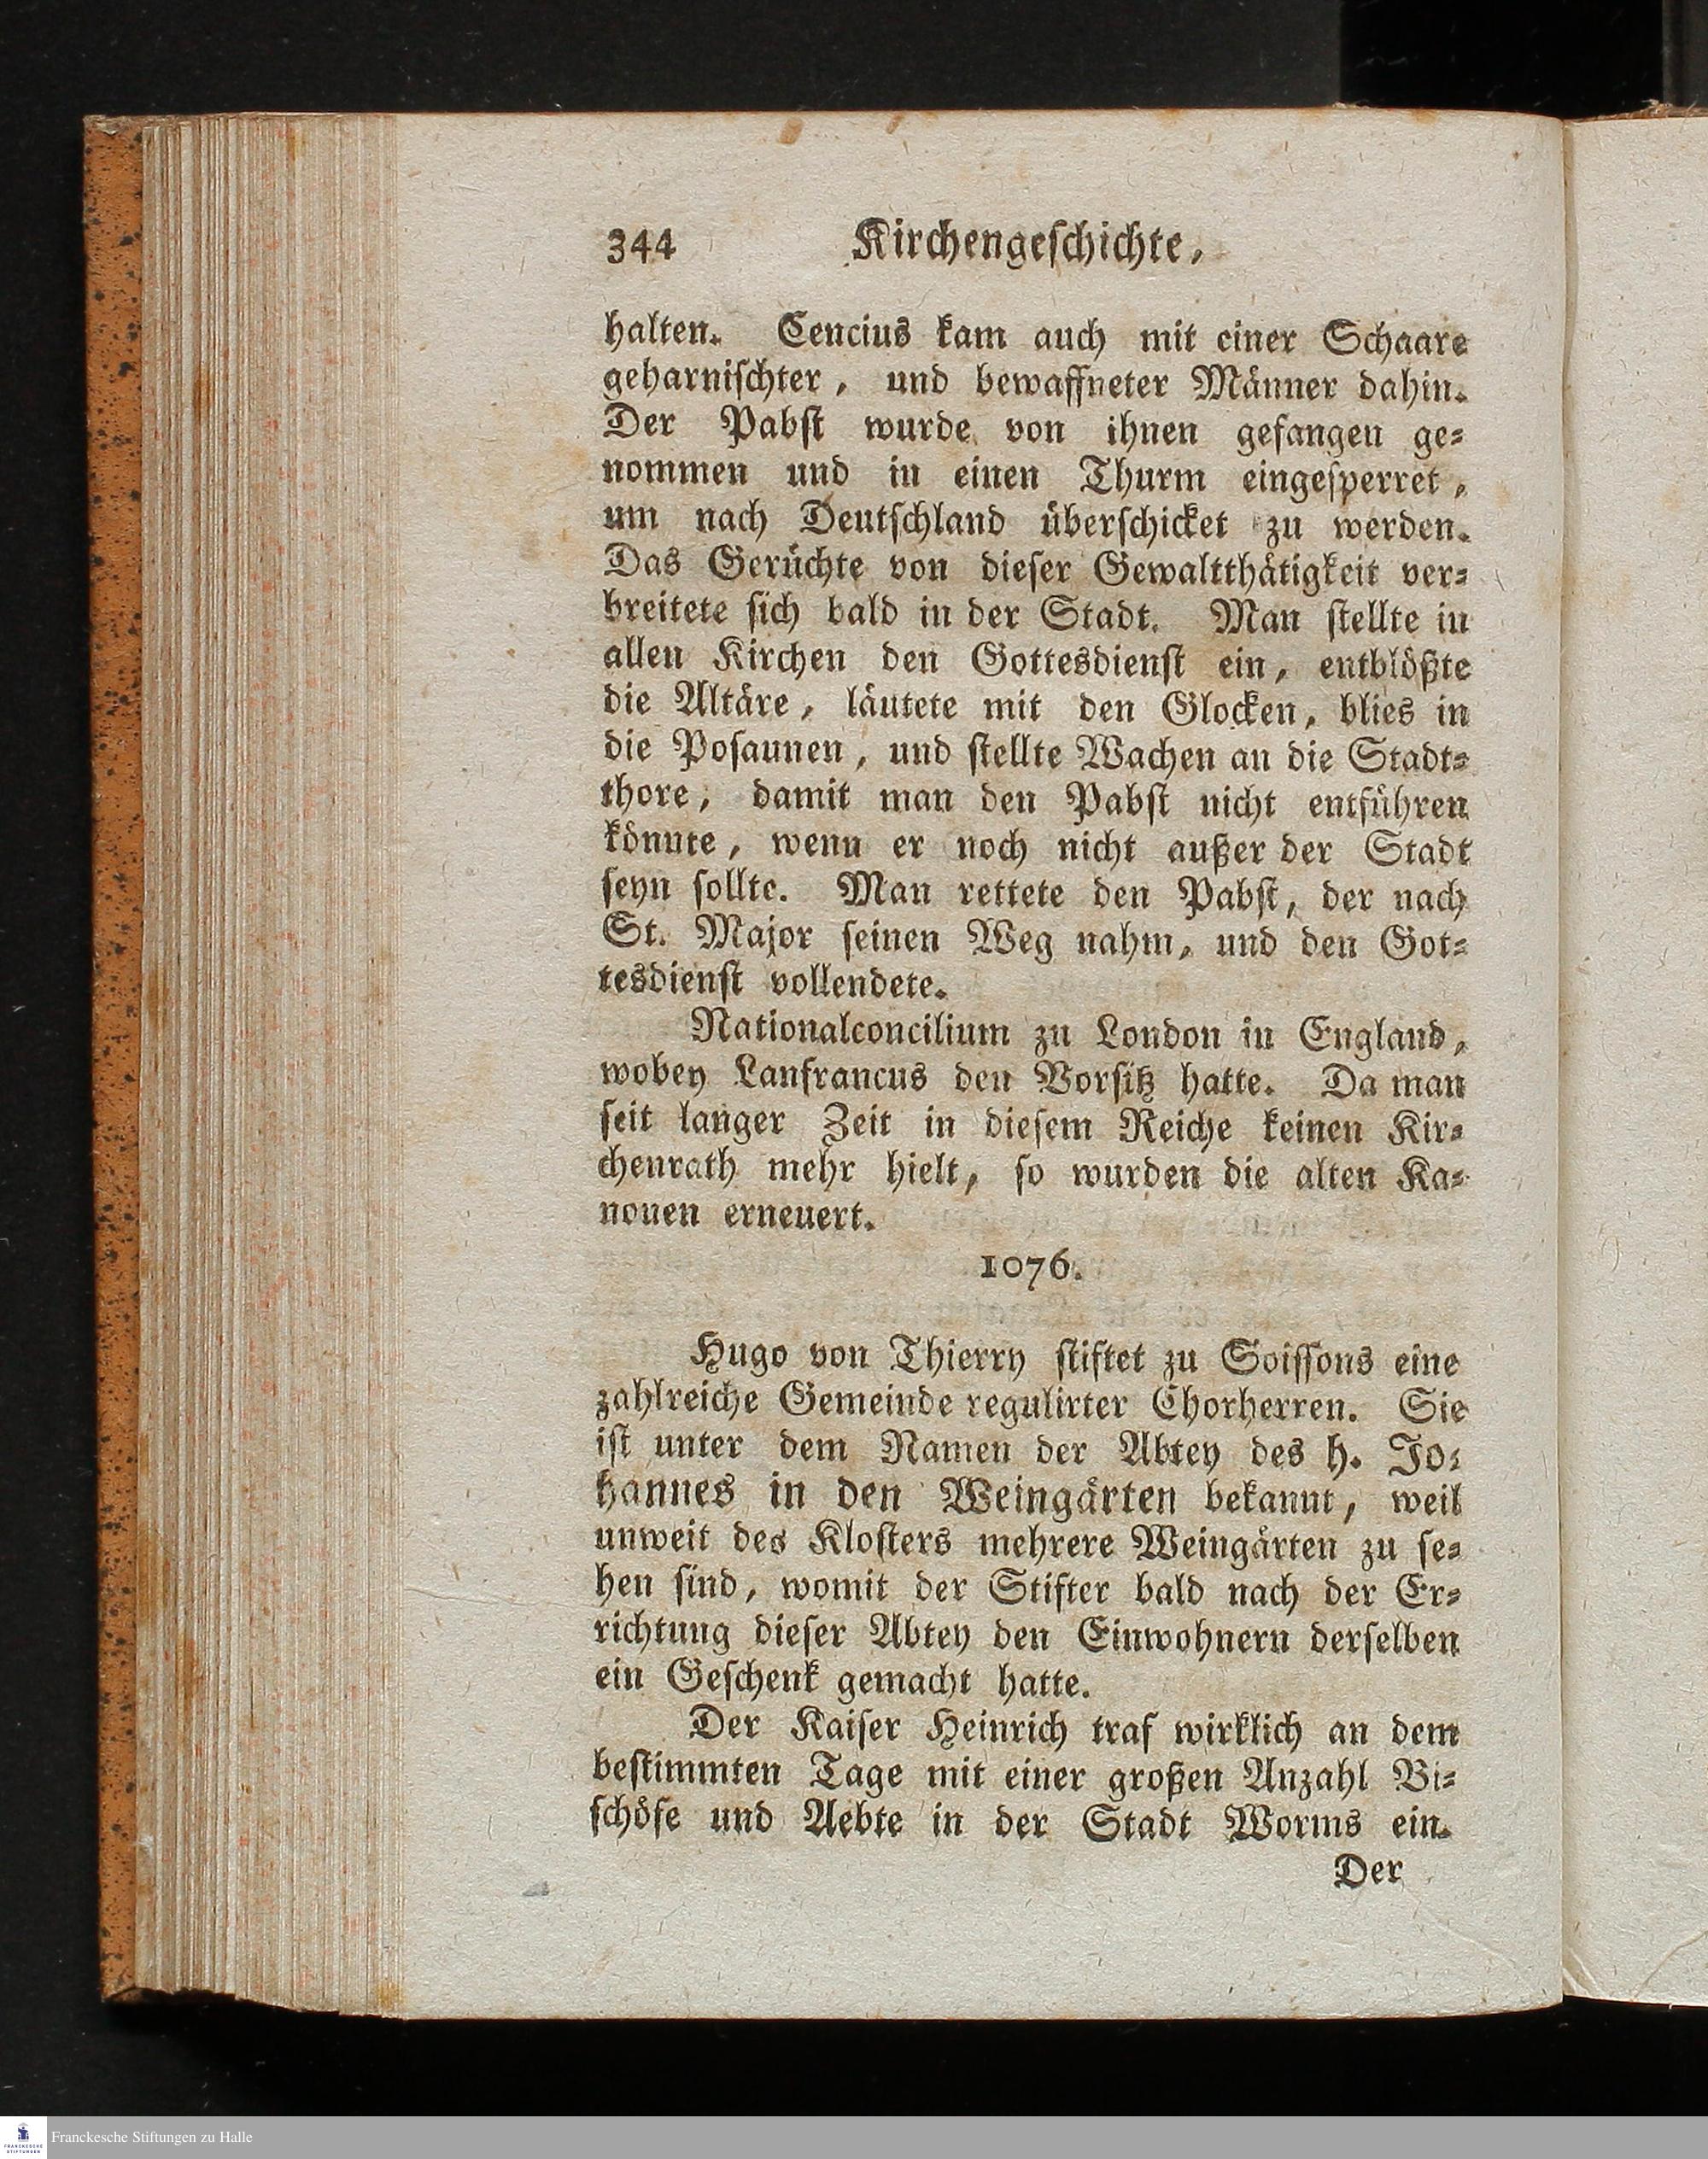 344 Kirchengeschichte,
halten. Cencius kam auch mit einer Schaare
geharnischter, und bewaffneter Männer dahin.
Der Pabst wurde von ihnen gefangen ge=
nommen und in einen Thurm eingesperret,
um nach Deutschland überschicket zu werden.
Das Gerüchte von dieser Gewaltthätigkeit ver=
breitete sich bald in der Stadt. Man stellte in
allen Kirchen den Gottesdienst ein, entblößte
die Altäre, läutete mit den Glocken, blies in
die Posaunen, und stellte Wachen an die Stadt=
thore, damit man den Pabst nicht entführen
könnte, wenn er noch nicht außer der Stadt
seyn sollte. Man rettete den Pabst, der nach
St. Major seinen Weg nahm, und den Got=
tesdienst vollendete.
Nationalconcilium zu London in England,
wobey Lanfrancus den Vorsitz hatte. Da man
seit langer Zeit in diesem Reiche keinen Kir=
chenrath mehr hielt, so wurden die alten Ka=
nonen erneuert.
1076.
Hugo von Thierry stiftet zu Soissons eine
zahlreiche Gemeinde regulirter Chorherren. Sie
ist unter dem Namen der Abtey des h. Jo=
hannes in den Weingärten bekannt, weil
unweit des Klosters mehrere Weingärten zu se=
hen sind, womit der Stifter bald nach der Er=
richtung dieser Abtey den Einwohnern derselben
ein Geschenk gemacht hatte.
Der Kaiser Heinrich traf wirklich an dem
bestimmten Tage mit einer großen Anzahl Bi=
schöfe und Aebte in der Stadt Worms ein.
Der
FRANCKESCHE
STIFTUNGEN
Franckesche Stiftungen zu Halle